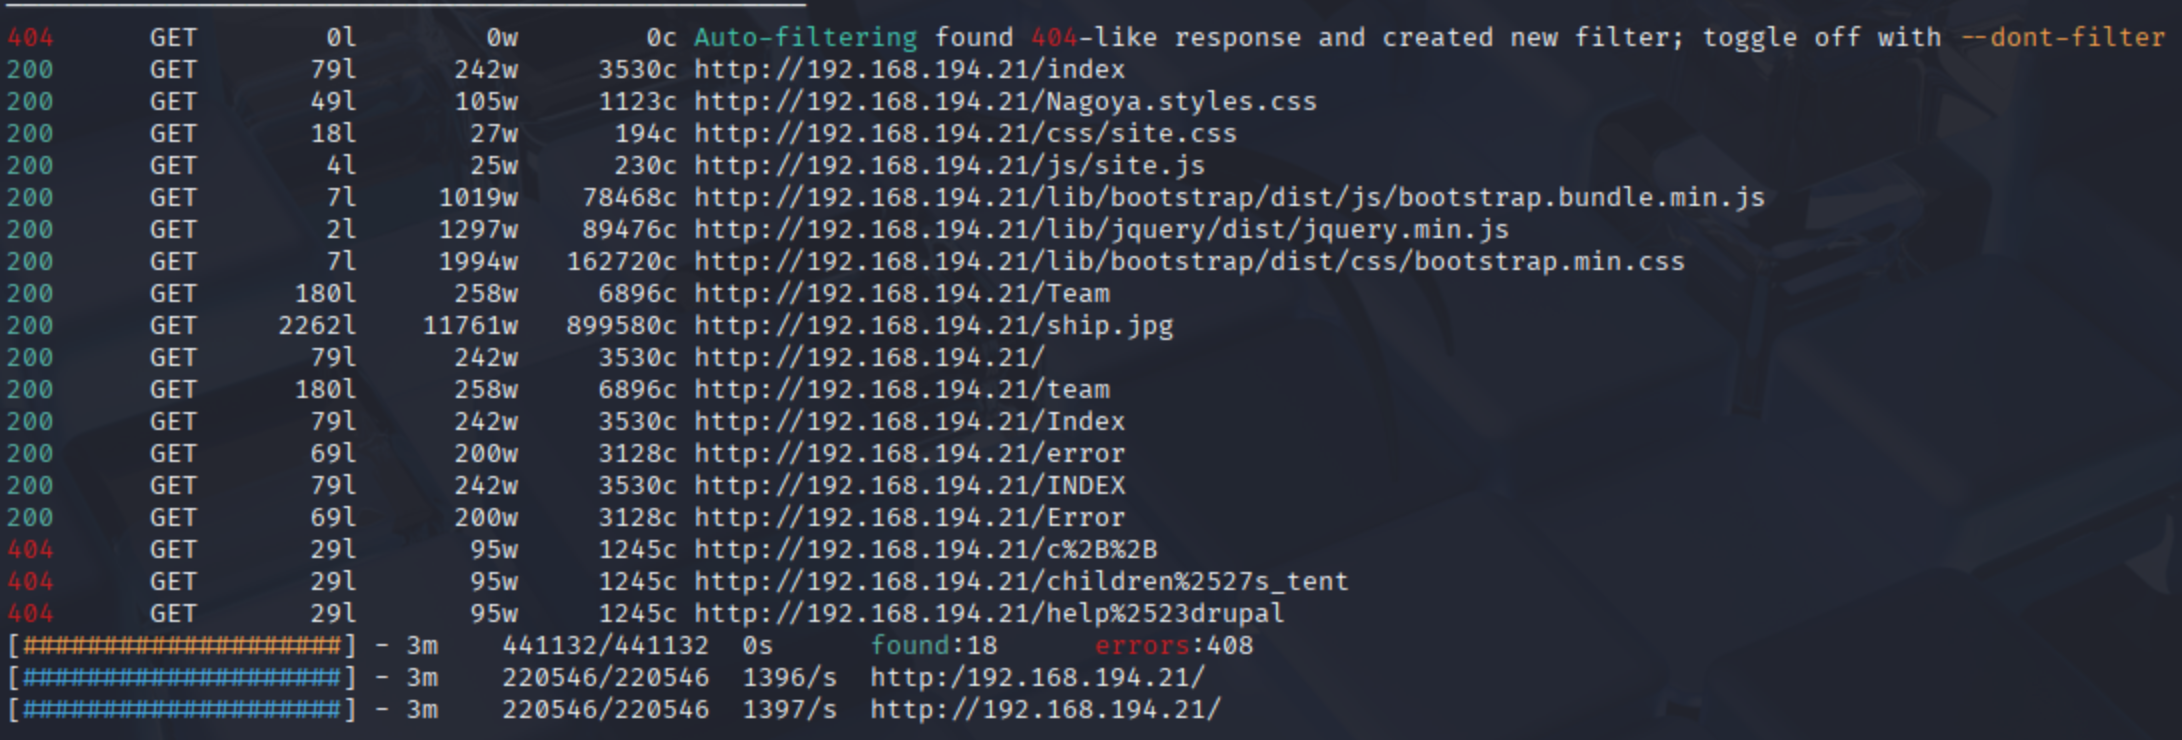 404 GET 0l 0w 0c Auto-filtering found 404-like response and created new filter; toggle off with --dont-filter
200 GET 79l 242w 3530c http://192.168.194.21/index
200 GET 49l 105w 1123c http://192.168.194.21/Nagoya.styles.css
200 GET 18l 27w 194c http://192.168.194.21/css/site.css
200 GET 4l 25w 230c http://192.168.194.21/js/site.js
200 GET 7l 1019w 78468c http://192.168.194.21/lib/bootstrap/dist/js/bootstrap.bundle.min.js
200 GET 2l 1297w 89476c http://192.168.194.21/lib/jquery/dist/jquery.min.js
200 GET 7l 1994w 162720c http://192.168.194.21/lib/bootstrap/dist/css/bootstrap.min.css
200 GET 180l 258w 6896c http://192.168.194.21/Team
200 GET 2262l 11761w 899580c http://192.168.194.21/ship.jpg
200 GET 79l 242w 3530c http://192.168.194.21/
200 GET 180l 258w 6896c http://192.168.194.21/team
200 GET 79l 242w 3530c http://192.168.194.21/Index
200 GET 69l 200w 3128c http://192.168.194.21/error
200 GET 79l 242w 3530c http://192.168.194.21/INDEX
200 GET 69l 200w 3128c http://192.168.194.21/Error
404 GET 29l 95w 1245c http://192.168.194.21/c%2B%2B
404 GET 29l 95w 1245c http://192.168.194.21/children%2527s_tent
404 GET 29l 95w 1245c http://192.168.194.21/help%2523drupal
[####################] - 3m 441132/441132 0s found:18 errors:408
[####################] - 3m 220546/220546 1396/s http:/192.168.194.21/
[####################] - 3m 220546/220546 1397/s http://192.168.194.21/